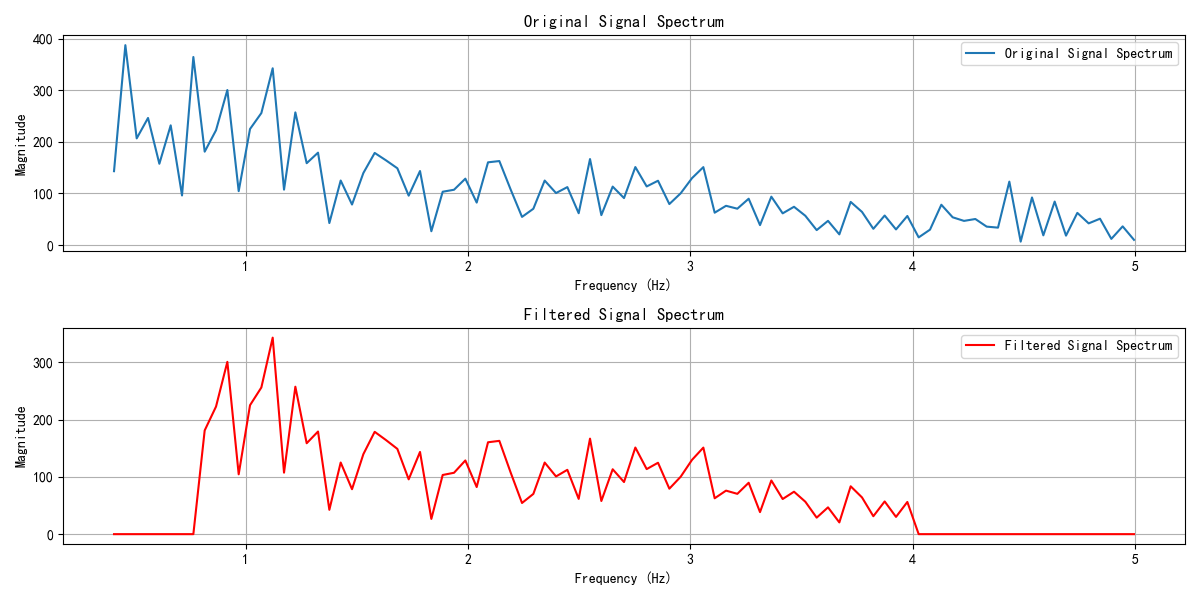 Original Signal Spectrum
400
300
200
100
0
Magnitude
Original Signal Spectrum
1 2 3 4 5
Frequency (Hz)
Filtered Signal Spectrum
300
200
100
0
Magnitude
Filtered Signal Spectrum
1 2 3 4 5
Frequency (Hz)